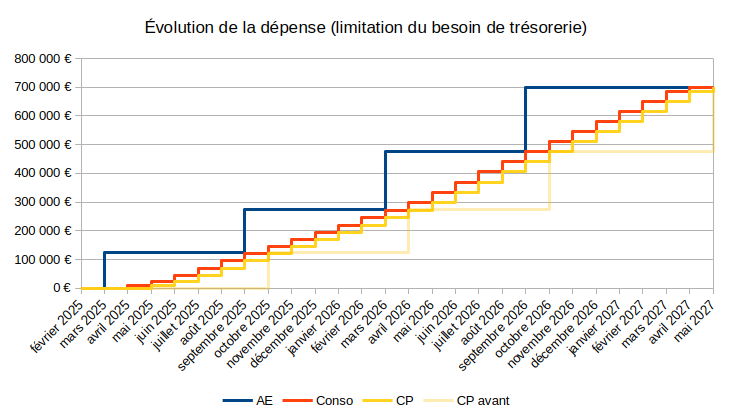 Évolution de la dépense (limitation du besoin de trésorerie)
800 000 €
700 000 €
600 000 €
500 000 €
400 000 €
300 000 €
200 000 €
100 000 €
0 €
février 2025
mars 2025
avril 2025
mai 2025
juin 2025
juillet 2025
août 2025
septembre 2025
octobre 2025
novembre 2025
décembre 2025
janvier 2026
février 2026
mars 2026
avril 2026
mai 2026
juin 2026
juillet 2026
août 2026
septembre 2026
octobre 2026
novembre 2026
décembre 2026
janvier 2027
février 2027
mars 2027
avril 2027
mai 2027
AE Conso CP CP avant